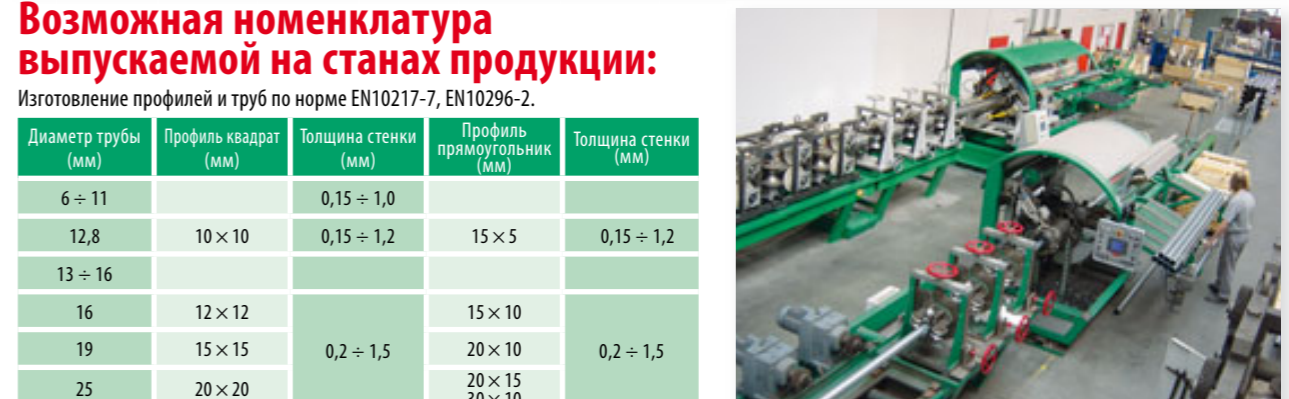 Возможная номенклатура
выпускаемой на станах продукции:
Изготовление профилей и труб по норме EN10217-7, EN10296-2.
Диаметр трубы (мм) Профиль квадрат (мм) Толщина стенки (мм) Профиль прямоугольник (мм) Толщина стенки (мм)
6 ÷ 11 0,15 ÷ 1,0
12,8 10 × 10 0,15 ÷ 1,2 15 × 5 0,15 ÷ 1,2
13 ÷ 16
16 12 × 12 15 × 10
19 15 × 15 0,2 ÷ 1,5 20 × 10 0,2 ÷ 1,5
25 20 × 20 20 × 15
30 × 10